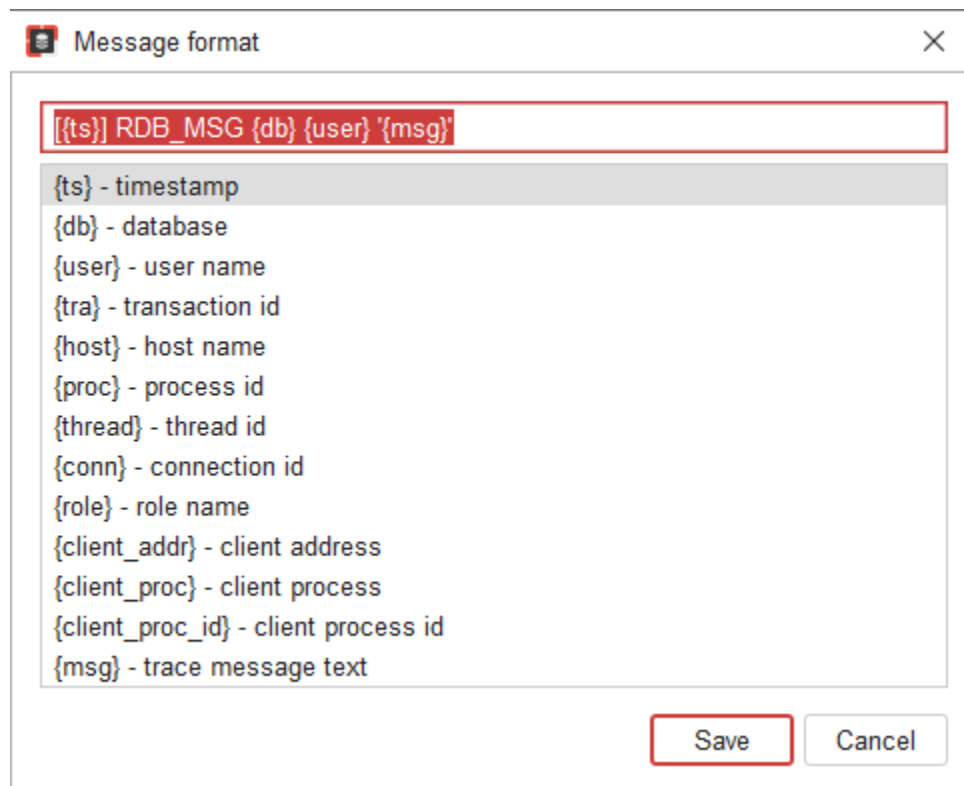 Message format
[{ts}] RDB_MSG {db} {user} '{msg}'
{ts} - timestamp
{db} - database
{user} - user name
{tra} - transaction id
{host} - host name
{proc} - process id
{thread} - thread id
{conn} - connection id
{role} - role name
{client_addr} - client address
{client_proc} - client process
{client_proc_id} - client process id
{msg} - trace message text
Save Cancel